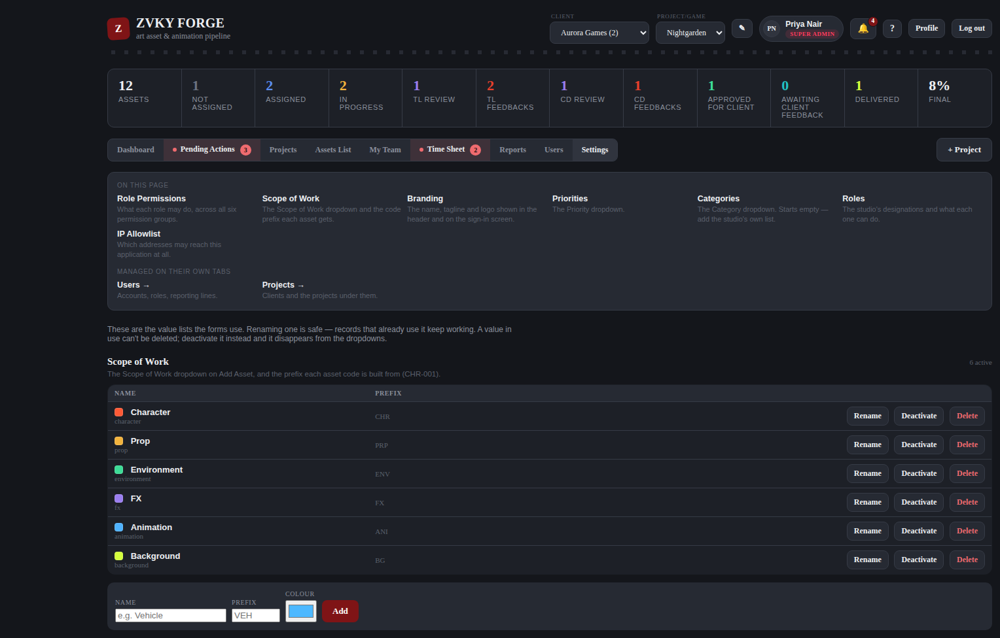 Z
ZVKY FORGE
art asset & animation pipeline
CLIENT
Aurora Games (2)
PROJECT/GAME
Nightgarden
✎
PN
Priya Nair
SUPER ADMIN
🔔
4
?
Profile
Log out
12
ASSETS
1
NOT
ASSIGNED
2
ASSIGNED
2
IN
PROGRESS
1
TL REVIEW
2
TL
FEEDBACKS
1
CD REVIEW
1
CD
FEEDBACKS
1
APPROVED
FOR CLIENT
0
AWAITING
CLIENT
FEEDBACK
1
DELIVERED
8%
FINAL
Dashboard
Pending Actions 3
Projects
Assets List
My Team
Time Sheet 2
Reports
Users
Settings
+ Project
ON THIS PAGE
Role Permissions
What each role may do, across all six
permission groups.
Scope of Work
The Scope of Work dropdown and the code
prefix each asset gets.
Branding
The name, tagline and logo shown in the
header and on the sign-in screen.
Priorities
The Priority dropdown.
Categories
The Category dropdown. Starts empty —
add the studio's own list.
Roles
The studio's designations and what each
one can do.
IP Allowlist
Which addresses may reach this
application at all.
MANAGED ON THEIR OWN TABS
Users →
Accounts, roles, reporting lines.
Projects →
Clients and the projects under them.
These are the value lists the forms use. Renaming one is safe — records that already use it keep working. A value in
use can't be deleted; deactivate it instead and it disappears from the dropdowns.
Scope of Work
6 active
The Scope of Work dropdown on Add Asset, and the prefix each asset code is built from (CHR-001).
NAME PREFIX
Character
character
CHR
Rename Deactivate Delete
Prop
prop
PRP
Rename Deactivate Delete
Environment
environment
ENV
Rename Deactivate Delete
FX
fx
FX
Rename Deactivate Delete
Animation
animation
ANI
Rename Deactivate Delete
Background
background
BG
Rename Deactivate Delete
NAME
e.g. Vehicle
PREFIX
VEH
COLOUR
Add